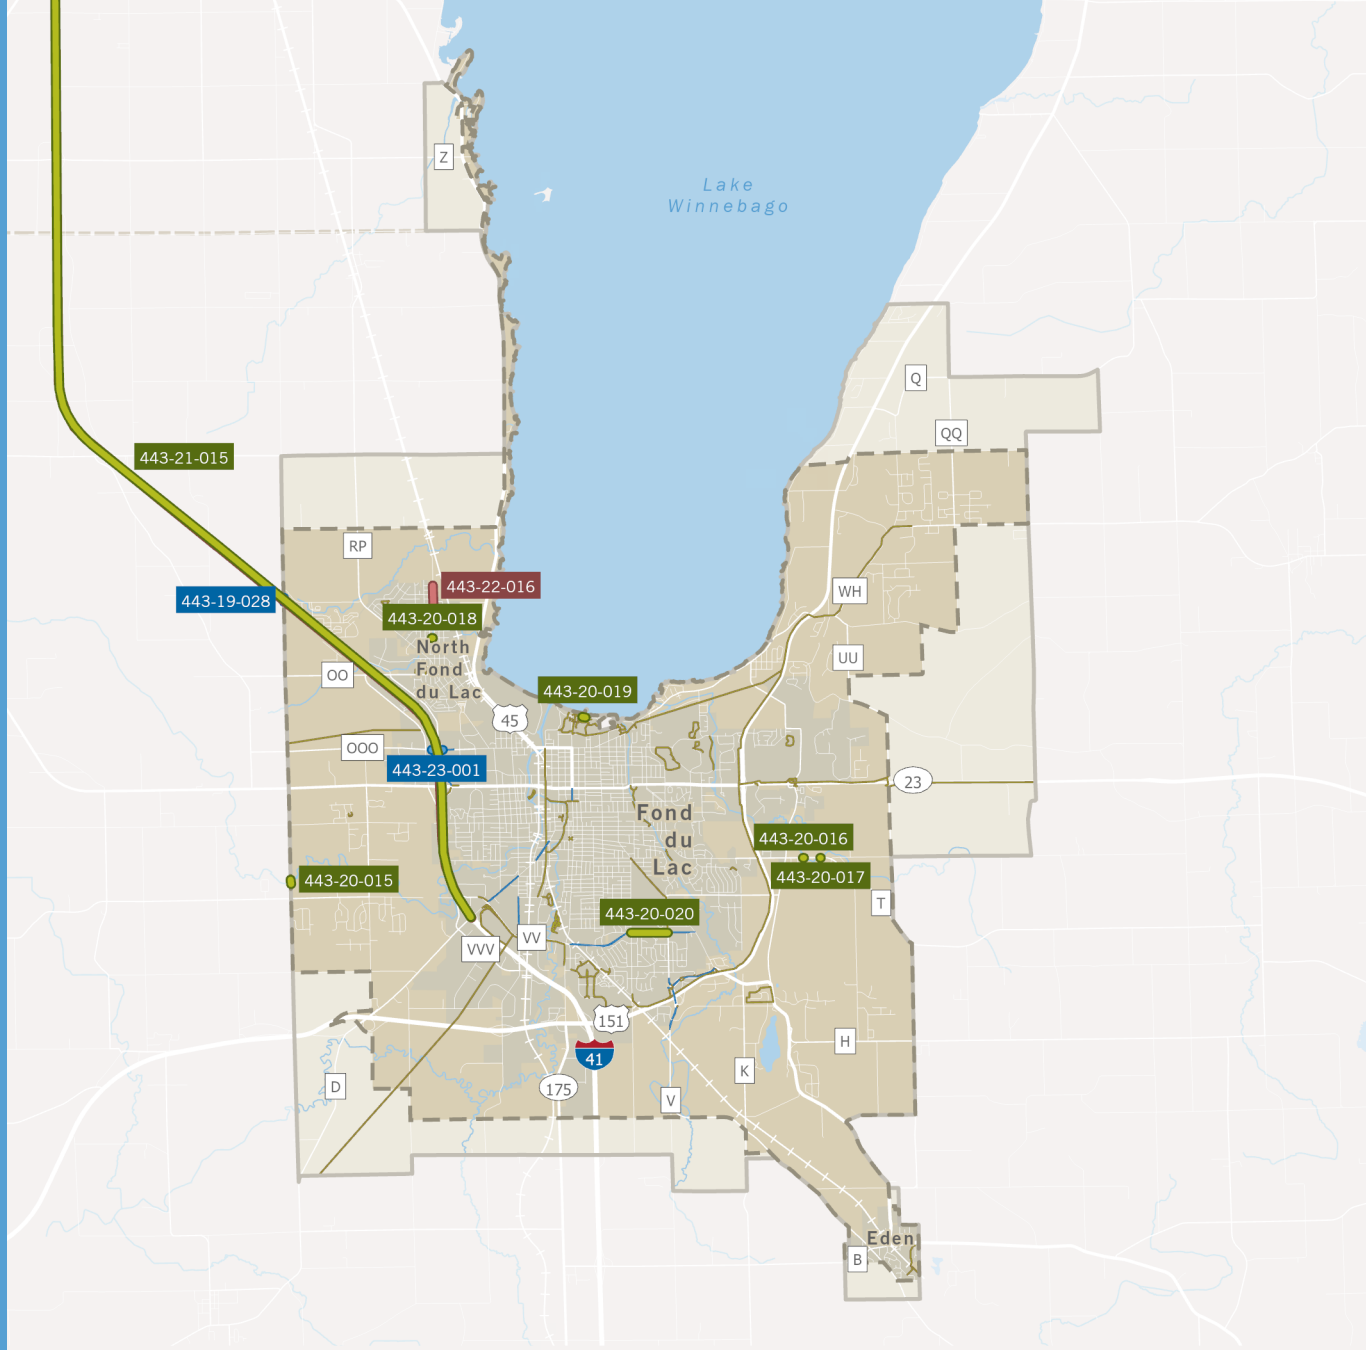 Z
Lake
Winnebago
Q
QQ
443-21-015
RP
443-22-016
WH
443-19-028
443-20-018
North
Fond
du Lac
UU
OO
443-20-019
45
OOO
443-23-001
23
Fond
du
Lac
443-20-016
443-20-017
443-20-015
T
443-20-020
VV
VVV
151
H
41
K
D
175
V
Eden
B